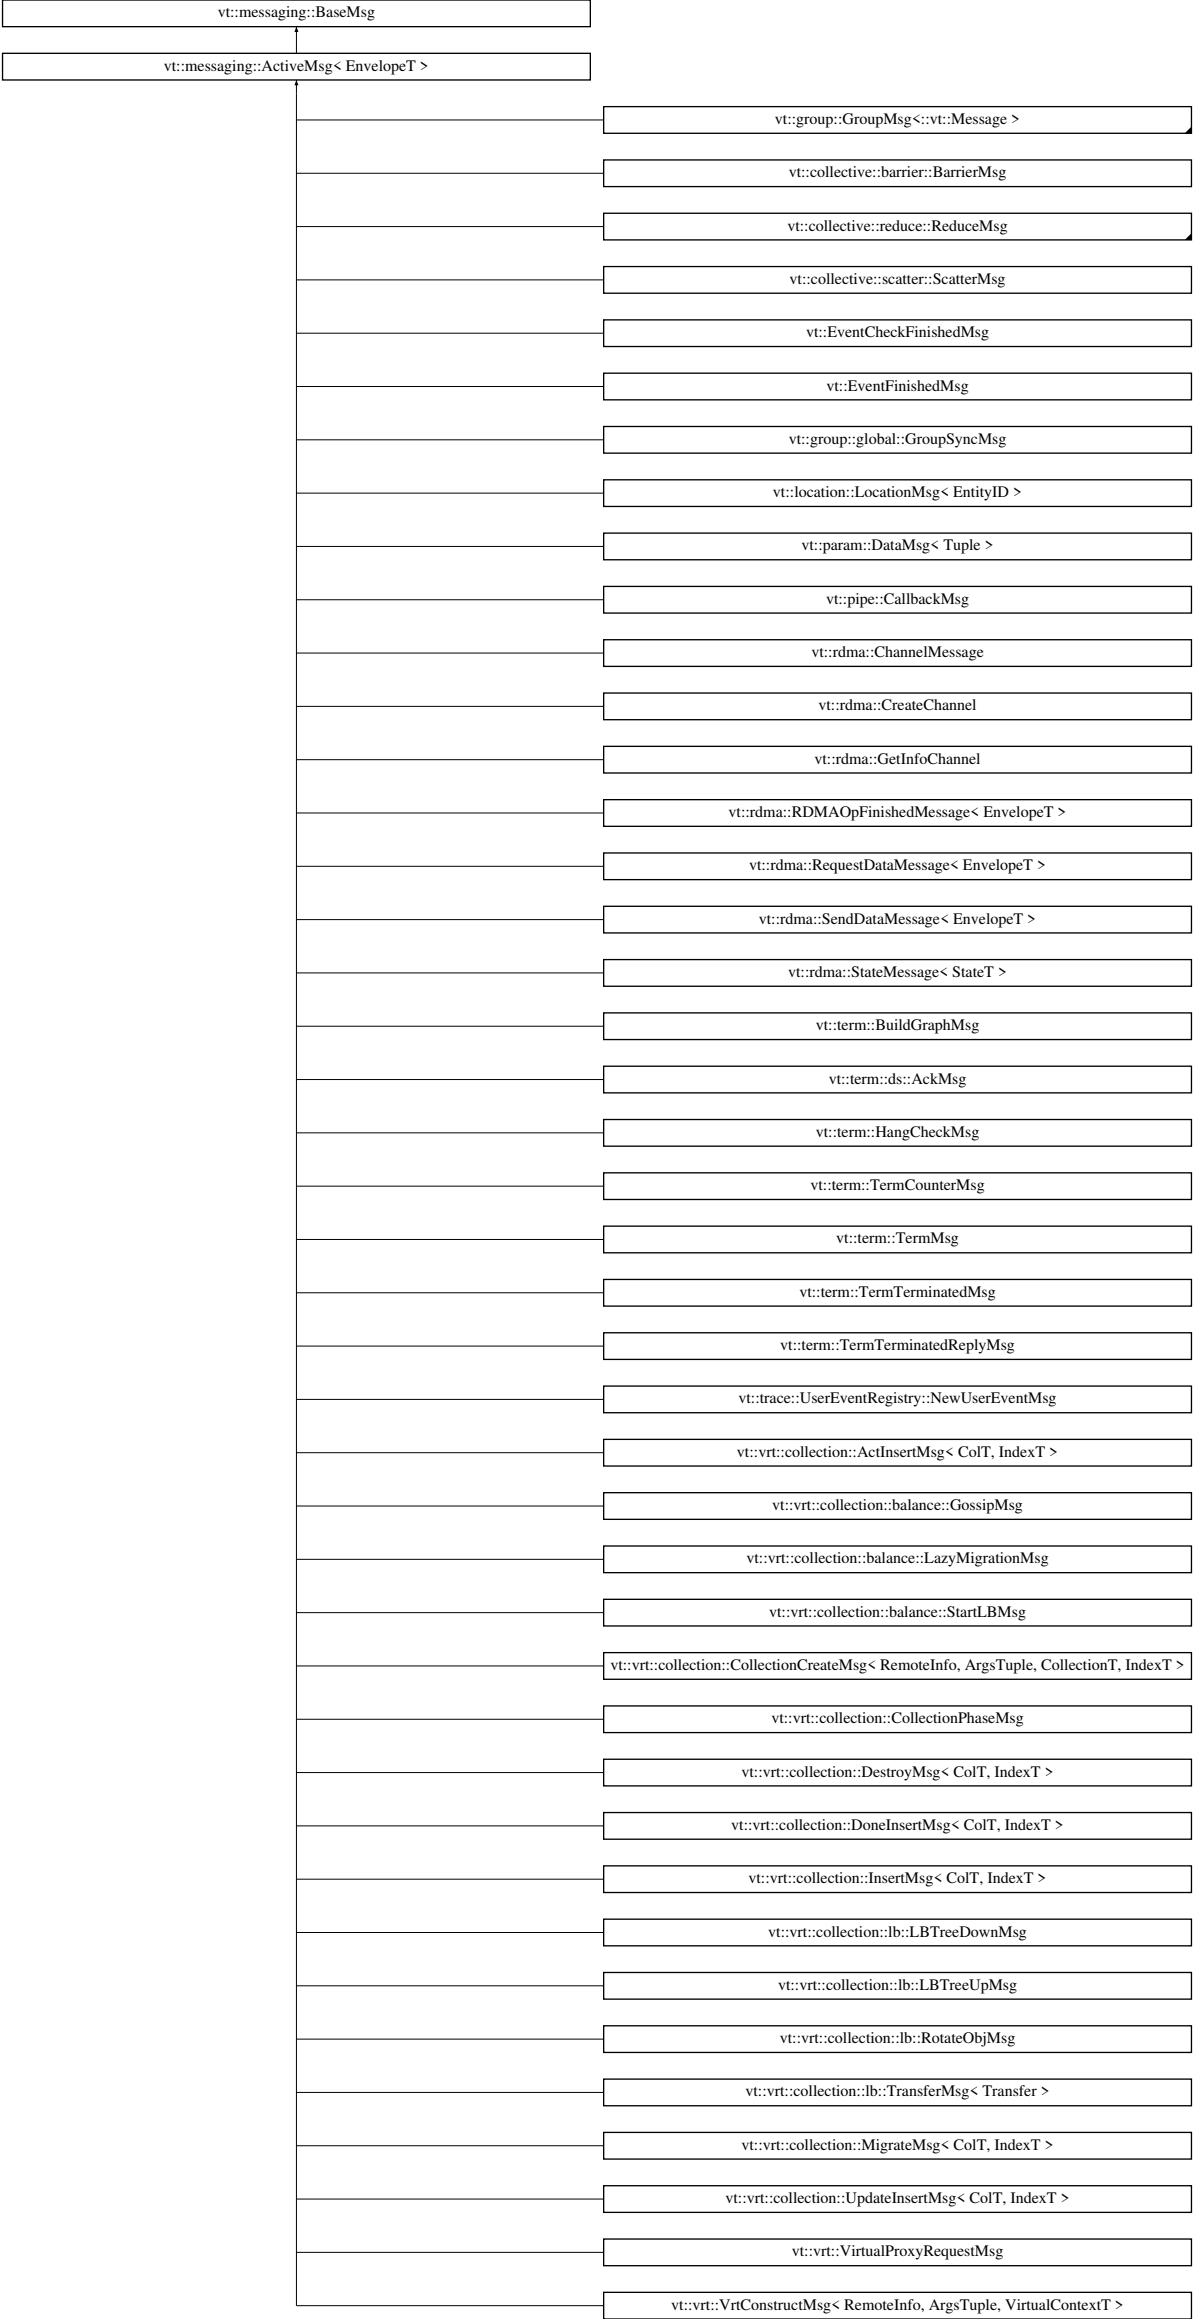 vt::messaging::BaseMsg
vt::messaging::ActiveMsg< EnvelopeT >
vt::group::GroupMsg<::vt::Message >
vt::collective::barrier::BarrierMsg
vt::collective::reduce::ReduceMsg
vt::collective::scatter::ScatterMsg
vt::EventCheckFinishedMsg
vt::EventFinishedMsg
vt::group::global::GroupSyncMsg
vt::location::LocationMsg< EntityID >
vt::param::DataMsg< Tuple >
vt::pipe::CallbackMsg
vt::rdma::ChannelMessage
vt::rdma::CreateChannel
vt::rdma::GetInfoChannel
vt::rdma::RDMAOpFinishedMessage< EnvelopeT >
vt::rdma::RequestDataMessage< EnvelopeT >
vt::rdma::SendDataMessage< EnvelopeT >
vt::rdma::StateMessage< StateT >
vt::term::BuildGraphMsg
vt::term::ds::AckMsg
vt::term::HangCheckMsg
vt::term::TermCounterMsg
vt::term::TermMsg
vt::term::TermTerminatedMsg
vt::term::TermTerminatedReplyMsg
vt::trace::UserEventRegistry::NewUserEventMsg
vt::vrt::collection::ActInsertMsg< ColT, IndexT >
vt::vrt::collection::balance::GossipMsg
vt::vrt::collection::balance::LazyMigrationMsg
vt::vrt::collection::balance::StartLBMsg
vt::vrt::collection::CollectionCreateMsg< RemoteInfo, ArgsTuple, CollectionT, IndexT >
vt::vrt::collection::CollectionPhaseMsg
vt::vrt::collection::DestroyMsg< ColT, IndexT >
vt::vrt::collection::DoneInsertMsg< ColT, IndexT >
vt::vrt::collection::InsertMsg< ColT, IndexT >
vt::vrt::collection::lb::LBTreeDownMsg
vt::vrt::collection::lb::LBTreeUpMsg
vt::vrt::collection::lb::RotateObjMsg
vt::vrt::collection::lb::TransferMsg< Transfer >
vt::vrt::collection::MigrateMsg< ColT, IndexT >
vt::vrt::collection::UpdateInsertMsg< ColT, IndexT >
vt::vrt::VirtualProxyRequestMsg
vt::vrt::VrtConstructMsg< RemoteInfo, ArgsTuple, VirtualContextT >